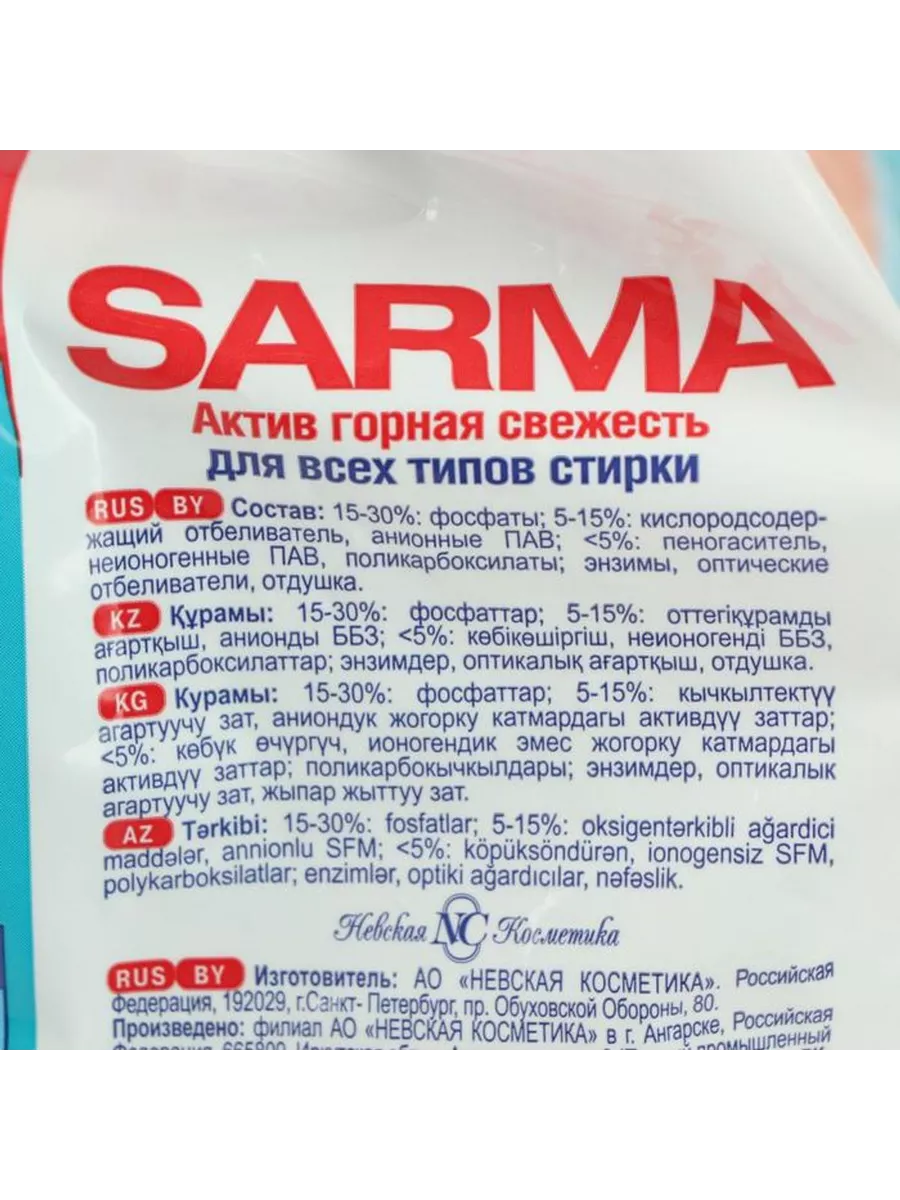 SARMA
Актив горная свежесть
для всех типов стирки
RUS BY Состав: 15-30%: фосфаты; 5-15%: кислородсодер-
жащий отбеливатель, анионные ПАВ; <5%: пеногаситель,
неионогенные ПАВ, поликарбоксилаты; энзимы, оптические
отбеливатели, отдушка.
KZ Құрамы: 15-30%: фосфаттар; 5-15%: оттегіқұрамды
ағартқыш, анионды ББЗ; <5%: көбікөшіргіш, неионогенді ББЗ,
поликарбоксилаттар; энзимдер, оптикалық ағартқыш, отдушка.
KG Курамы: 15-30%: фосфаттар; 5-15%: кычкылтектүү
агартуучу зат, аниондук жогорку катмардагы активдүү заттар;
<5%: көбүк өчүргүч, ионогендик эмес жогорку катмардагы
активдүү заттар; поликарбокычкылдары; энзимдер, оптикалык
агартуучу зат, жыпар жыттуу зат.
AZ Tərkibi: 15-30%: fosfatlar; 5-15%: oksigentərkibli ağardici
maddələr, annionlu SFM; <5%: köpüksöndürən, ionogensiz SFM,
polykarboksilatlar; enzimlər, optiki ağardıcılar, nəfəslik.
Невская NC Косметика
RUS BY Изготовитель: АО «НЕВСКАЯ КОСМЕТИКА». Российская
Федерация, 192029, г.Санкт- Петербург, пр. Обуховской Обороны, 80.
Произведено: филиал АО «НЕВСКАЯ КОСМЕТИКА» в г. Ангарске, Российская
Федерация, 665800, промышленный